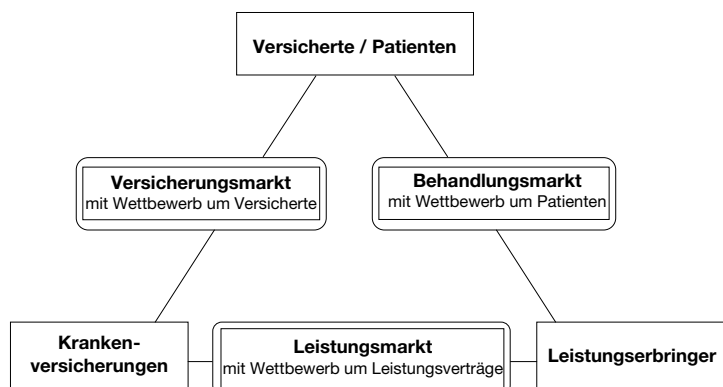 Versicherte / Patienten
Versicherungsmarkt
mit Wettbewerb um Versicherte
Behandlungsmarkt
mit Wettbewerb um Patienten
Kranken-
versicherungen
Leistungsmarkt
mit Wettbewerb um Leistungsverträge
Leistungserbringer